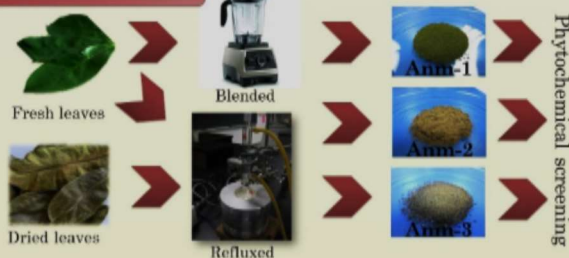 Fresh leaves
Blended
Anm-1
Anm-2
Dried leaves
Refluxed
Anm-3
Phytochemical screening